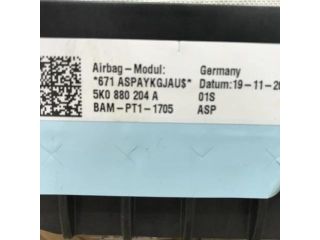 Airbag-Modul: Germany
*671 ASPAYKGJAU$* Datum:19-11-20
5K0 880 204 A 01S
BAM-PT1-1705 ASP